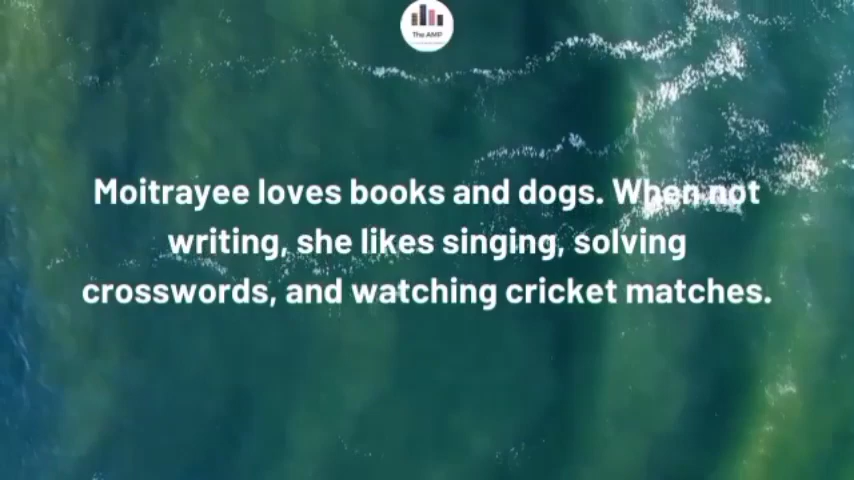 The AMP
Moitrayee loves books and dogs. When not
writing, she likes singing, solving
crosswords, and watching cricket matches.